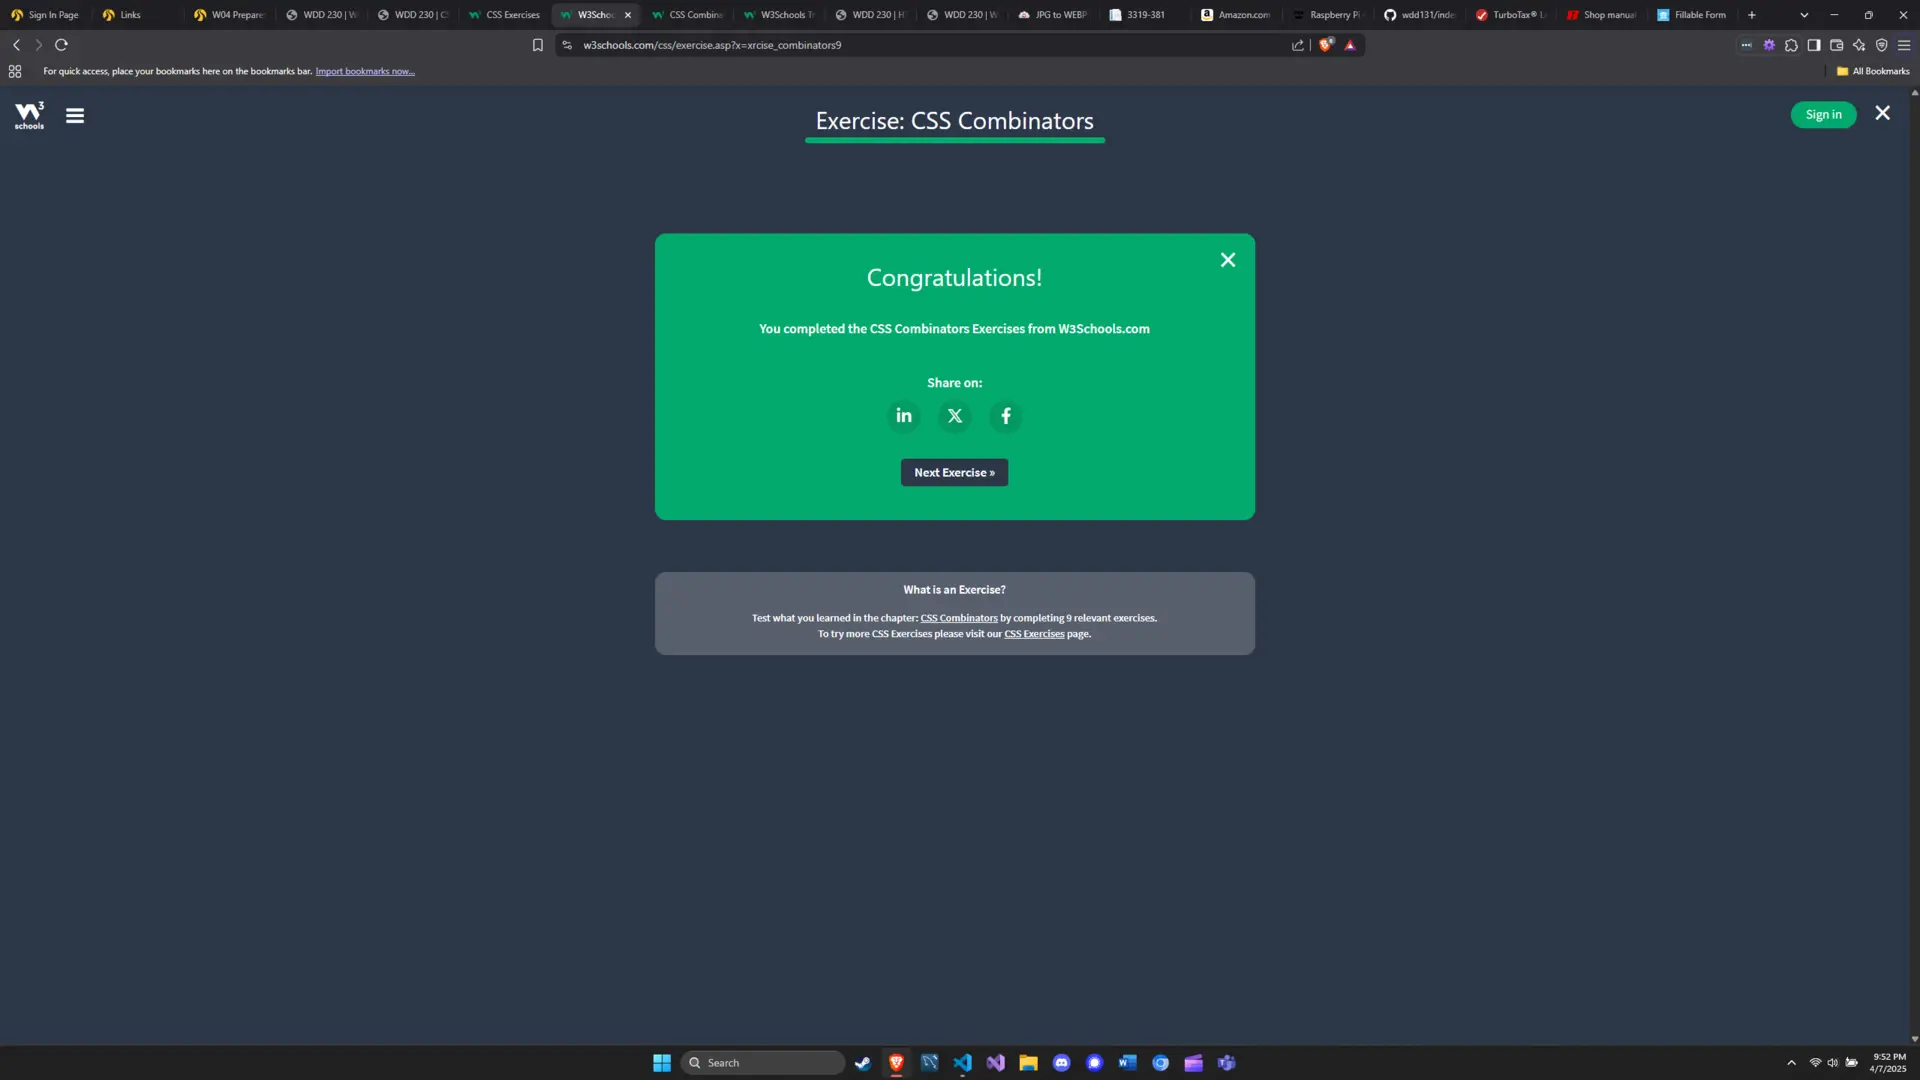 Sign In Page
Links
W04 Prepare
WDD 230 | W
WDD 230 | C
CSS Exercises
W3Schoo
CSS Combine
W3Schools Tr
WDD 230 | H
WDD 230 | W
JPG to WEBP
3319-381
Amazon.com
Raspberry Pi
wdd131/inde
TurboTax® L
Shop manua
Fillable Form
w3schools.com/css/exercise.asp?x=xrcise_combinators9
For quick access, place your bookmarks here on the bookmarks bar. Import bookmarks now...
All Bookmarks
W3
schools
Exercise: CSS Combinators
Sign in
Congratulations!
You completed the CSS Combinators Exercises from W3Schools.com
Share on:
in X f
Next Exercise »
What is an Exercise?
Test what you learned in the chapter: CSS Combinators by completing 9 relevant exercises.
To try more CSS Exercises please visit our CSS Exercises page.
Search
9:52 PM
4/7/2025